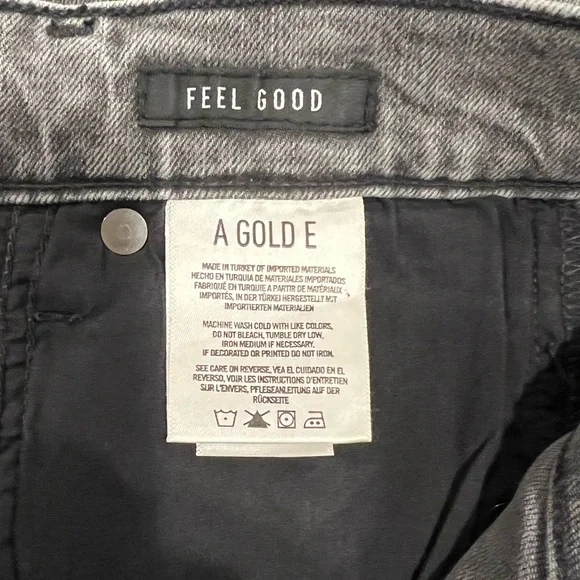 FEEL GOOD
A GOLD E
MADE IN TURKEY OF IMPORTED MATERIALS
HECHO EN TURQUIA DE MATERIALES IMPORTADOS
FABRIQUÉ EN TURQUIE A PARTIR DE MATÉRIAUX
IMPORTÉS, IN DER TÜRKEI HERGESTELLT MIT
IMPORTIERTEN MATERIALIEN
MACHINE WASH COLD WITH LIKE COLORS,
DO NOT BLEACH, TUMBLE DRY LOW,
IRON MEDIUM IF NECESSARY.
IF DECORATED OR PRINTED DO NOT IRON.
SEE CARE ON REVERSE, VEA EL CUIDADO EN EL
REVERSO, VOIR LES INSTRUCTIONS D'ENTRETIEN
SUR L'ENVERS, PFLEGEANLEITUNG AUF DER
RÜCKSEITE